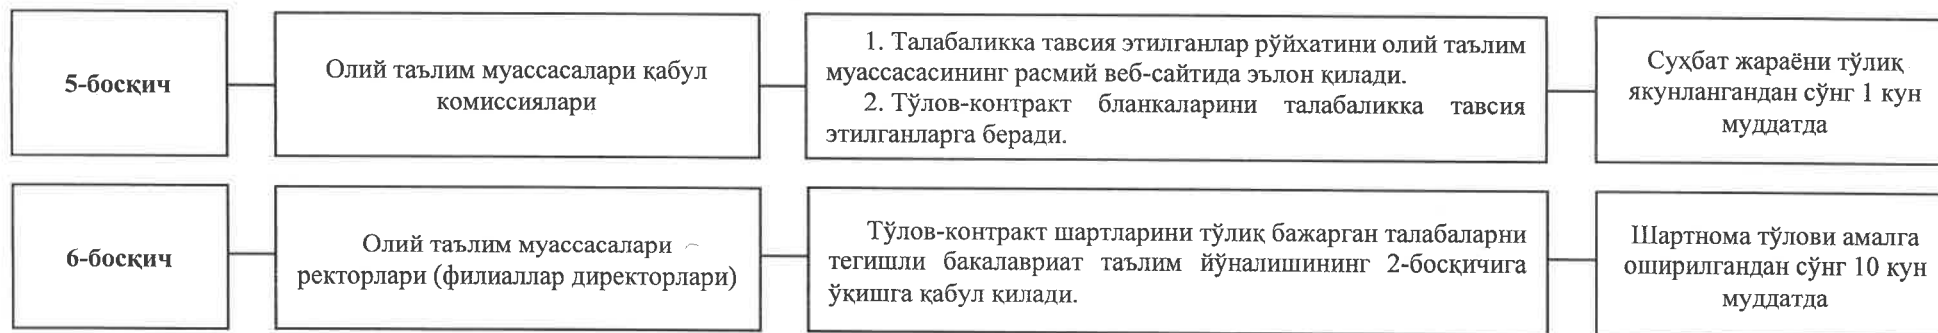 5-босқич
Олий таълим муассасалари қабул
комиссиялари
1. Талабаликка тавсия этилганлар рўйхатини олий таълим
муассасасининг расмий веб-сайтида эълон қилади.
2. Тўлов-контракт бланкаларини талабаликка тавсия
этилганларга беради.
Суҳбат жараёни тўлиқ
якунлангандан сўнг 1 кун
муддатда
6-босқич
Олий таълим муассасалари
ректорлари (филиаллар директорлари)
Тўлов-контракт шартларини тўлиқ бажарган талабаларни
тегишли бакалавриат таълим йўналишининг 2-босқичига
ўқишга қабул қилади.
Шартнома тўлови амалга
оширилгандан сўнг 10 кун
муддатда